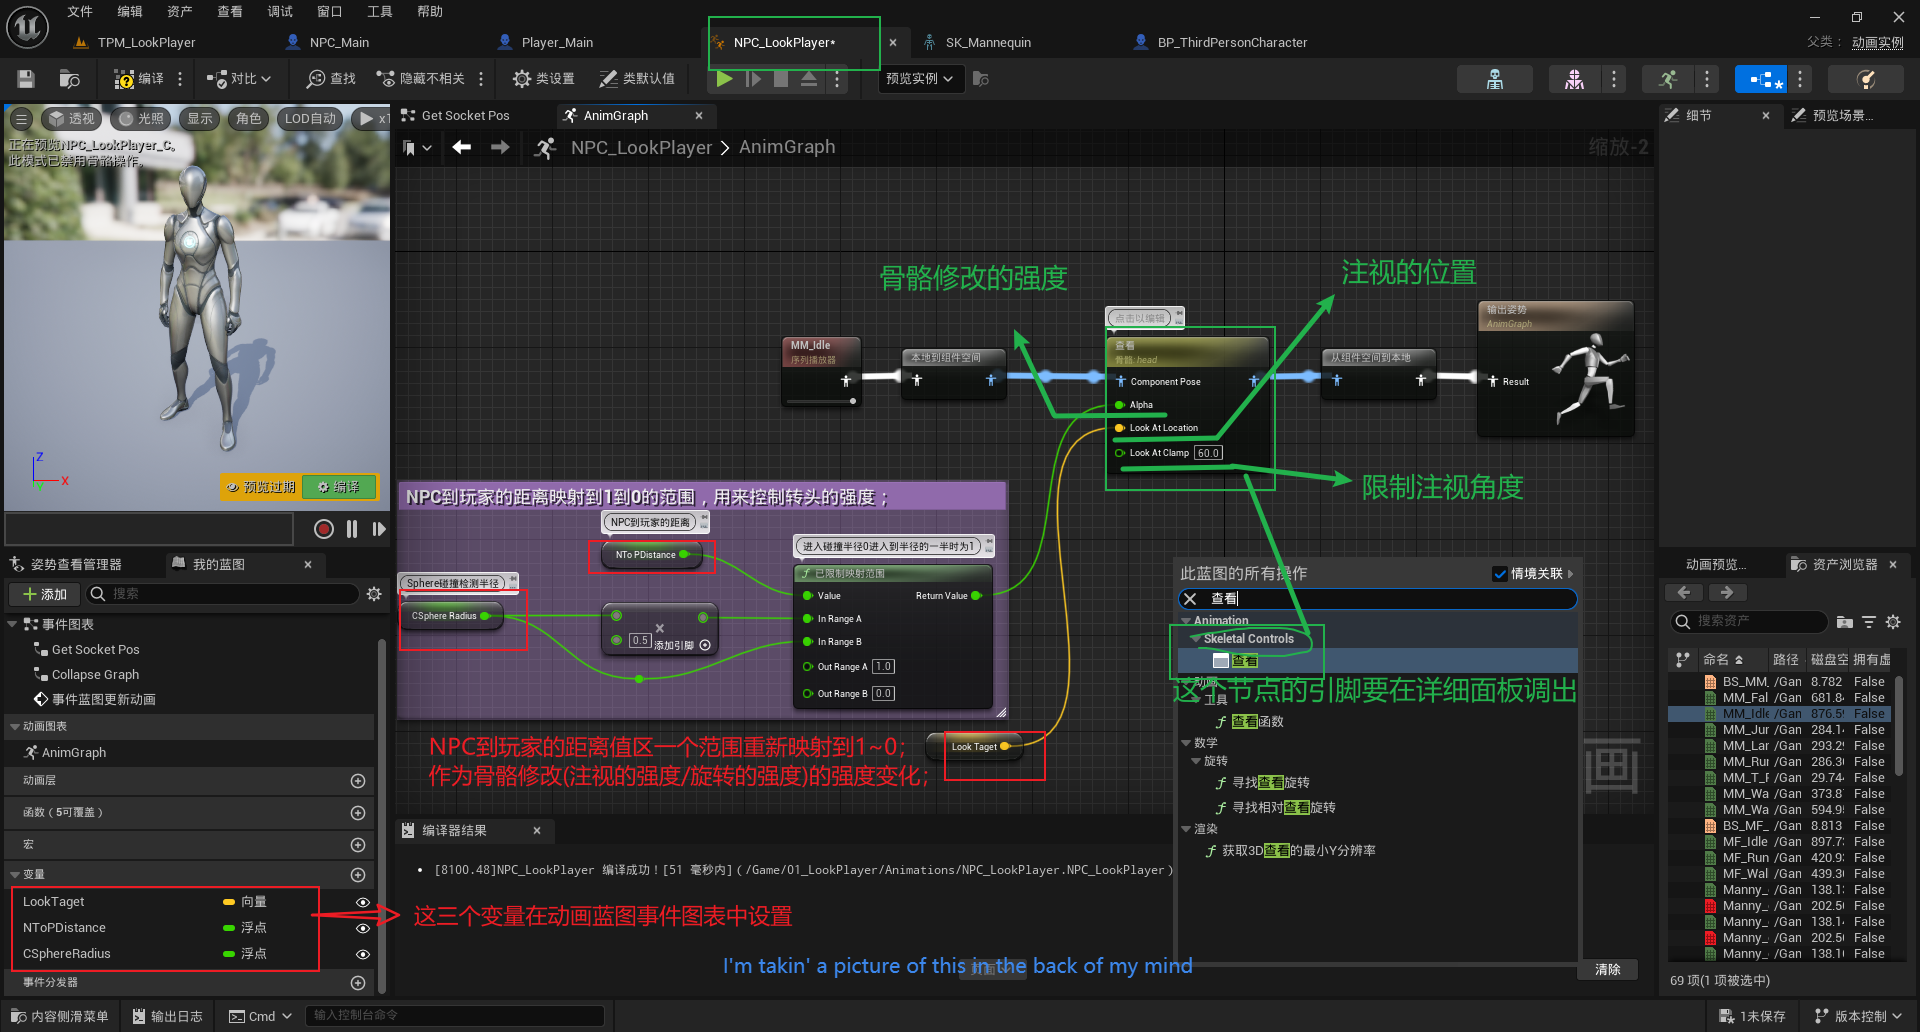 文件 编辑 资产 查看 调试 窗口 工具 帮助
TPM_LookPlayer NPC_Main Player_Main NPC_LookPlayer* SK_Mannequin BP_ThirdPersonCharacter
父类： 动画实例
编译 对比 查找 隐藏不相关 类设置 类默认值 预览实例
透视 光照 显示 角色 LOD自动
正在预览NPC_LookPlayer_C。
此模式已禁用骨骼操作。
Z
X
Y
预览过期 编译
Get Socket Pos AnimGraph
NPC_LookPlayer > AnimGraph
缩放-2
骨骼修改的强度
注视的位置
限制注视角度
MM_Idle
序列播放器
本地到组件空间
点击以编辑
查看
骨骼: head
Component Pose
Alpha
Look At Location
Look At Clamp 60.0
从组件空间到本地
输出姿势
AnimGraph
Result
NPC到玩家的距离映射到1到0的范围，用来控制转头的强度；
NPC到玩家的距离
NTo PDistance
Sphere碰撞检测半径
CSphere Radius
0.5 添加引脚
进入碰撞半径0进入到半径的一半时为1
已限制映射范围
Value Return Value
In Range A
In Range B
Out Range A 1.0
Out Range B 0.0
Look Taget
NPC到玩家的距离值区一个范围重新映射到1~0；
作为骨骼修改(注视的强度/旋转的强度)的强度变化；
此蓝图的所有操作 情境关联
查看
Animation
Skeletal Controls
查看
动画
这个节点的引脚要在详细面板调出
工具
查看函数
数学
旋转
寻找查看旋转
寻找相对查看旋转
渲染
获取3D查看的最小Y分辨率
画
姿势查看管理器 我的蓝图
添加 搜索
事件图表
Get Socket Pos
Collapse Graph
事件蓝图更新动画
动画图表
AnimGraph
动画层
函数（5可覆盖）
宏
变量
LookTaget 向量
NToPDistance 浮点
CSphereRadius 浮点
事件分发器
这三个变量在动画蓝图事件图表中设置
编译器结果
[8100.48]NPC_LookPlayer 编译成功！[51 毫秒内]（/Game/01_LookPlayer/Animations/NPC_LookPlayer.NPC_LookPlayer）
I'm takin' a picture of this in the back of my mind
清除
细节 预览场景...
动画预览... 资产浏览器
搜索资产
命名 路径 磁盘空 拥有虚
BS_MM_ /Gan 8.782 False
MM_Fal /Gan 681.84 False
MM_Idl /Gan 876.59 False
MM_Jur /Gan 284.14 False
MM_Lar /Gan 293.29 False
MM_Rur /Gan 286.36 False
MM_T_F /Gan 29.744 False
MM_Wa /Gan 373.87 False
MM_Wa /Gan 594.95 False
BS_MF_ /Gan 8.813 False
MF_Idle /Gan 897.73 False
MF_Run /Gan 420.93 False
MF_Wal /Gan 439.36 False
Manny_ /Gan 138.13 False
Manny_ /Gan 202.56 False
Manny_ /Gan 138.14 False
Manny_ /Gan 202.56 False
Manny_ /Gan 138.16 False
69 项(1 项被选中)
内容侧滑菜单 输出日志 Cmd 输入控制台命令 1未保存 版本控制